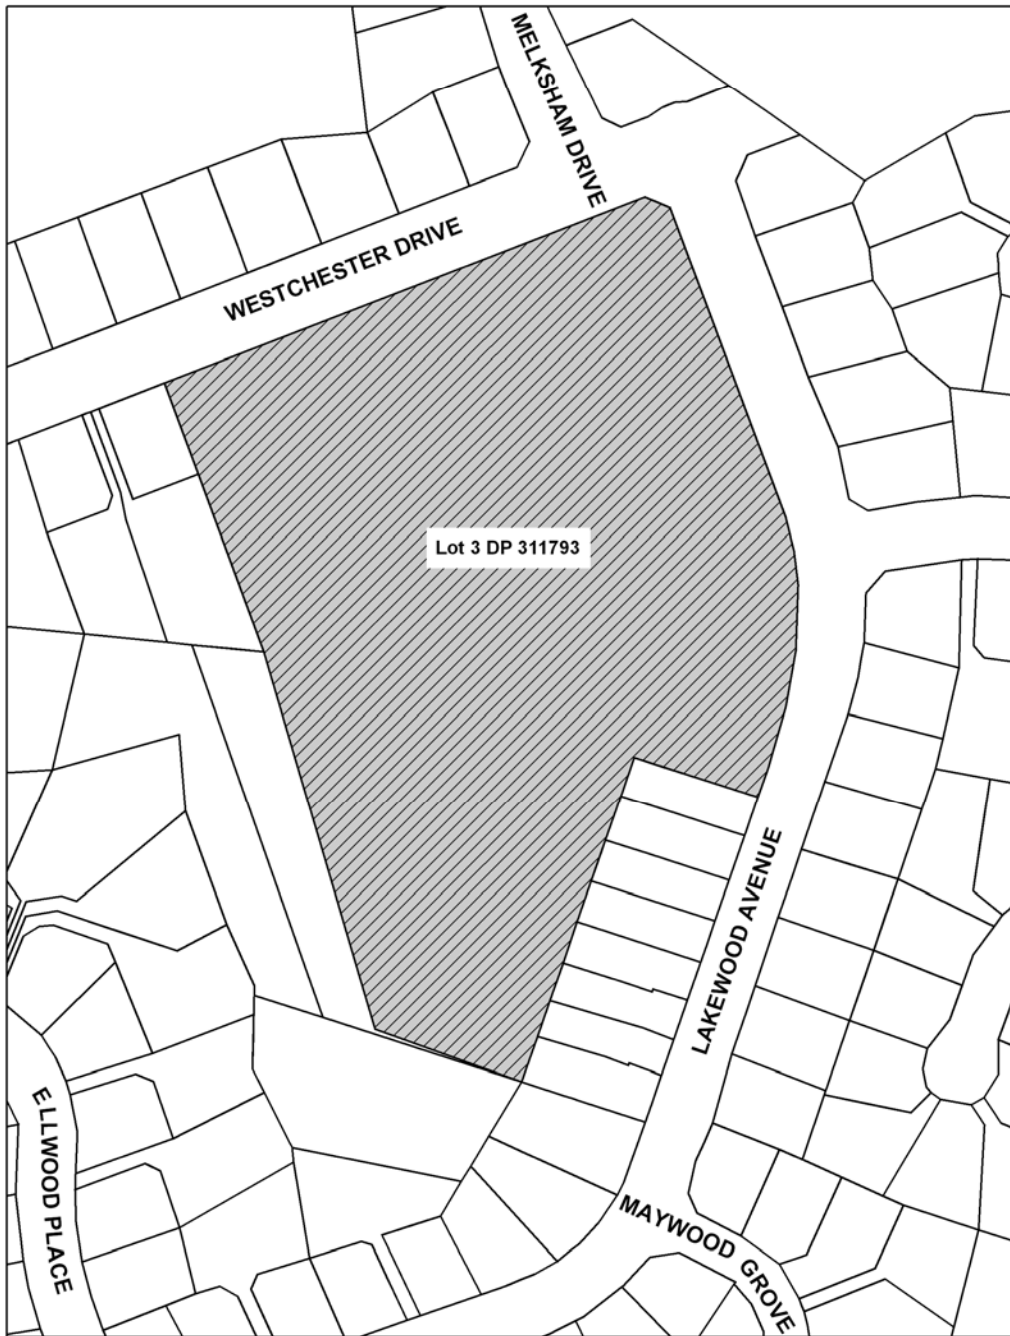 MELKSHAM DRIVE
WESTCHESTER DRIVE
Lot 3 DP 311793
LAKEWOOD AVENUE
ELLWOOD PLACE
MAYWOOD GROVE